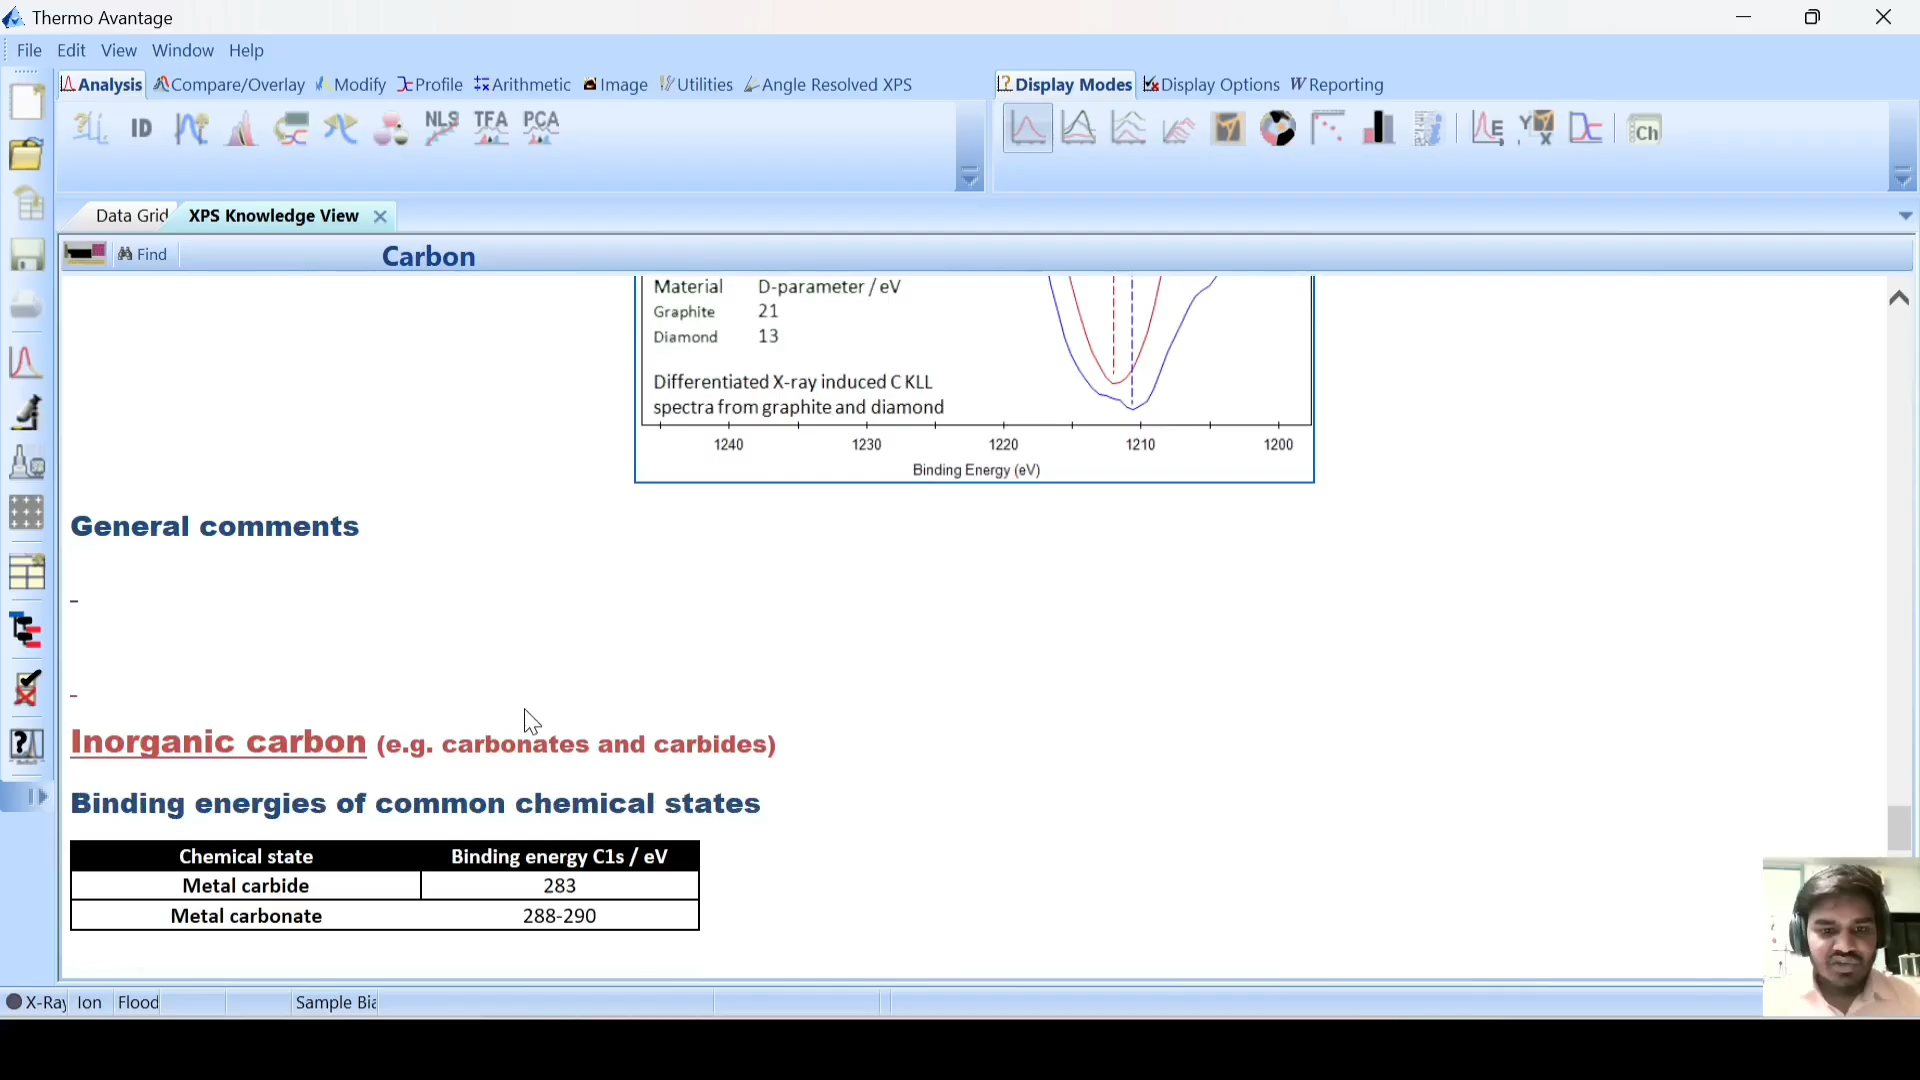 Thermo Avantage
File Edit View Window Help
Analysis Compare/Overlay Modify Profile Arithmetic Image Utilities Angle Resolved XPS Display Modes Display Options Reporting
ID NLS TFA PCA E Y X Ch
Data Grid XPS Knowledge View
Find Carbon
Material D-parameter / eV
Graphite 21
Diamond 13
Differentiated X-ray induced C KLL
spectra from graphite and diamond
1240 1230 1220 1210 1200
Binding Energy (eV)
General comments
-
-
Inorganic carbon (e.g. carbonates and carbides)
Binding energies of common chemical states
Chemical state Binding energy C1s / eV
Metal carbide 283
Metal carbonate 288-290
X-Ray Ion Flood Sample Bia